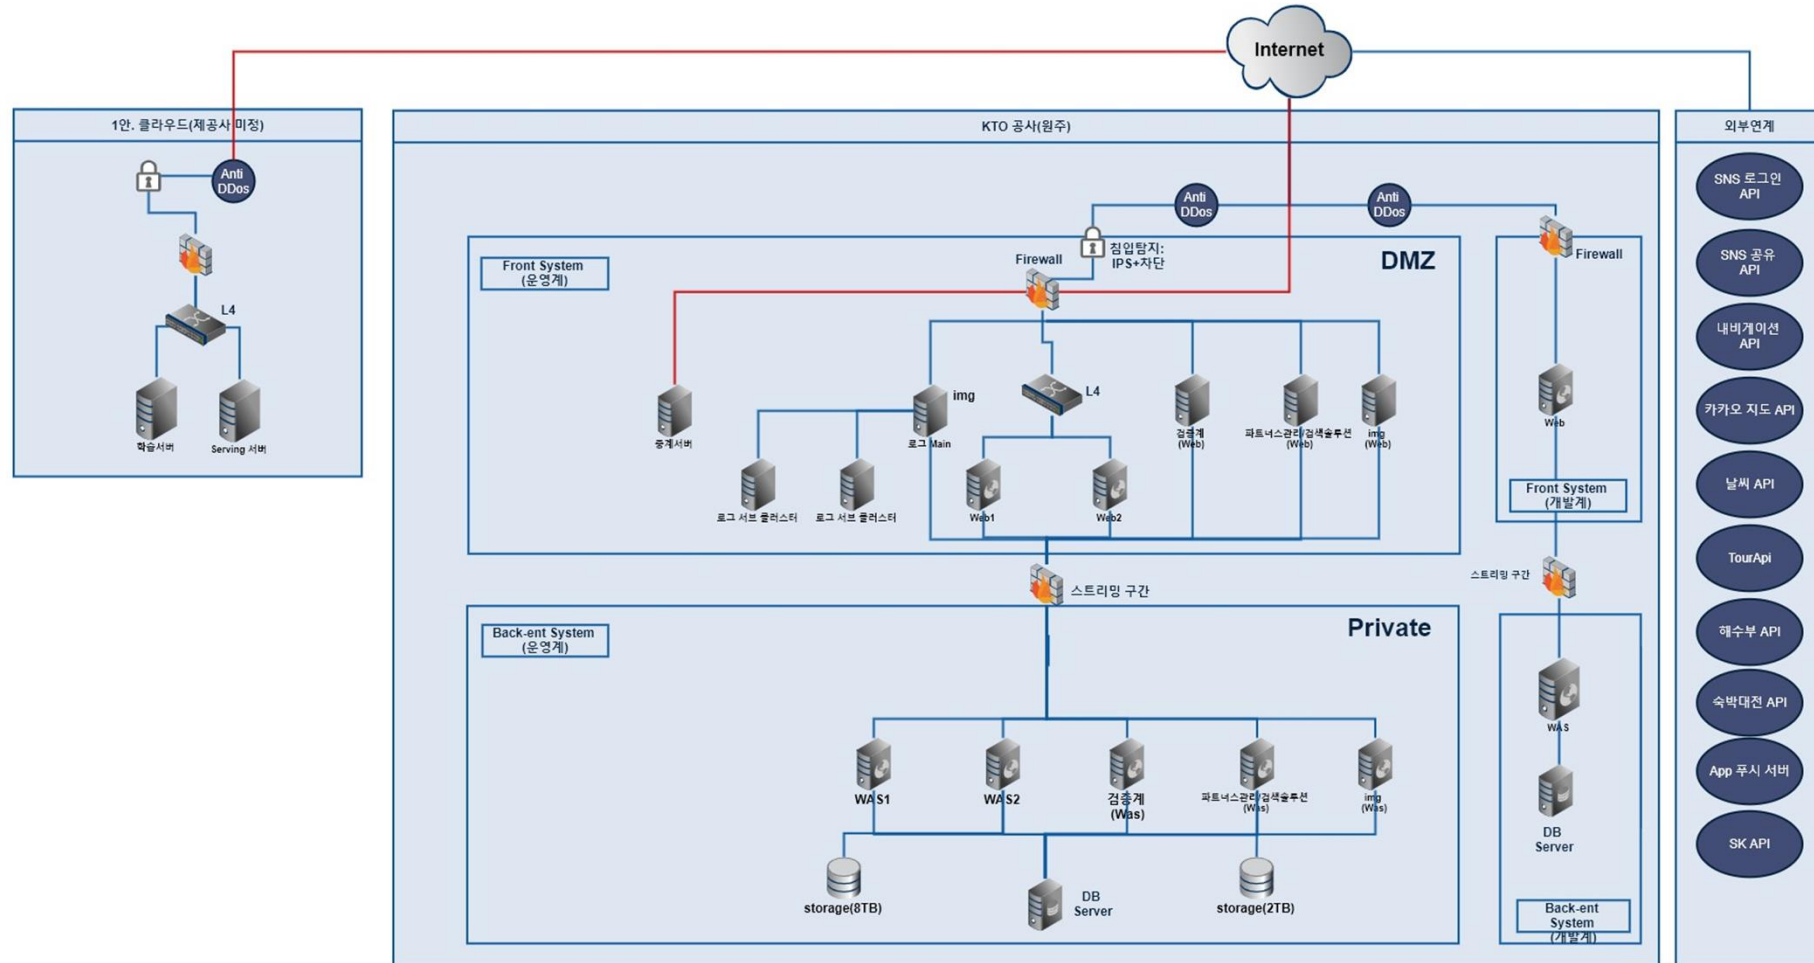 Internet
1안. 클라우드(제공사 미정)
Anti
DDos
L4
학습서버
Serving 서버
KTO 공사(원주)
Anti
DDos
Anti
DDos
침입탐지:
IPS+차단
DMZ
Front System
(운영계)
Firewall
중계서버
img
로그 Main
로그 서브 클러스터
로그 서브 클러스터
L4
Web1
Web2
검증계
(Web)
파트너스관리/검색솔루션
(Web)
img
(Web)
Firewall
Web
Front System
(개발계)
스트리밍 구간
스트리밍 구간
Back-ent System
(운영계)
Private
WAS1
WAS2
검증계
(Was)
파트너스관리/검색솔루션
(Was)
img
(Was)
storage(8TB)
DB
Server
storage(2TB)
WAS
DB
Server
Back-ent
System
(개발계)
외부연계
SNS 로그인
API
SNS 공유
API
내비게이션
API
카카오 지도 API
날씨 API
TourApi
해수부 API
숙박대전 API
App 푸시 서버
SK API